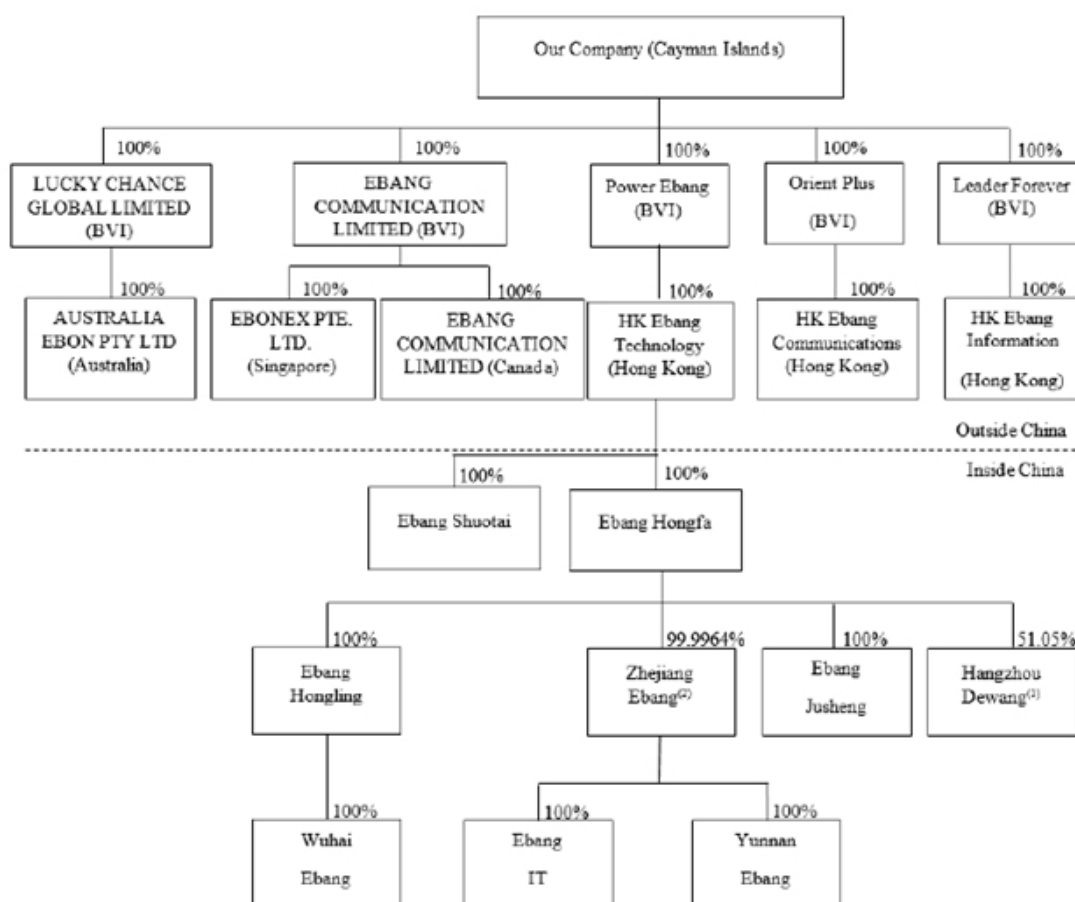 Our Company (Cayman Islands)
100%
100%
100%
100%
100%
LUCKY CHANCE
GLOBAL LIMITED
(BVI)
EBANG
COMMUNICATION
LIMITED (BVI)
Power Ebang
(BVI)
Orient Plus
(BVI)
Leader Forever
(BVI)
100%
100%
100%
100%
100%
100%
AUSTRALIA
EBON PTY LTD
(Australia)
EBONEX PTE.
LTD.
(Singapore)
EBANG
COMMUNICATION
LIMITED (Canada)
HK Ebang
Technology
(Hong Kong)
HK Ebang
Communications
(Hong Kong)
HK Ebang
Information
(Hong Kong)
Outside China
Inside China
100%
100%
Ebang Shuotai
Ebang Hongfa
100%
99.9964%
100%
51.05%
Ebang
Hongling
Zhejiang
Ebang(2)
Ebang
Jusheng
Hangzhou
Dewang(1)
100%
100%
100%
Wuhai
Ebang
Ebang
IT
Yunnan
Ebang